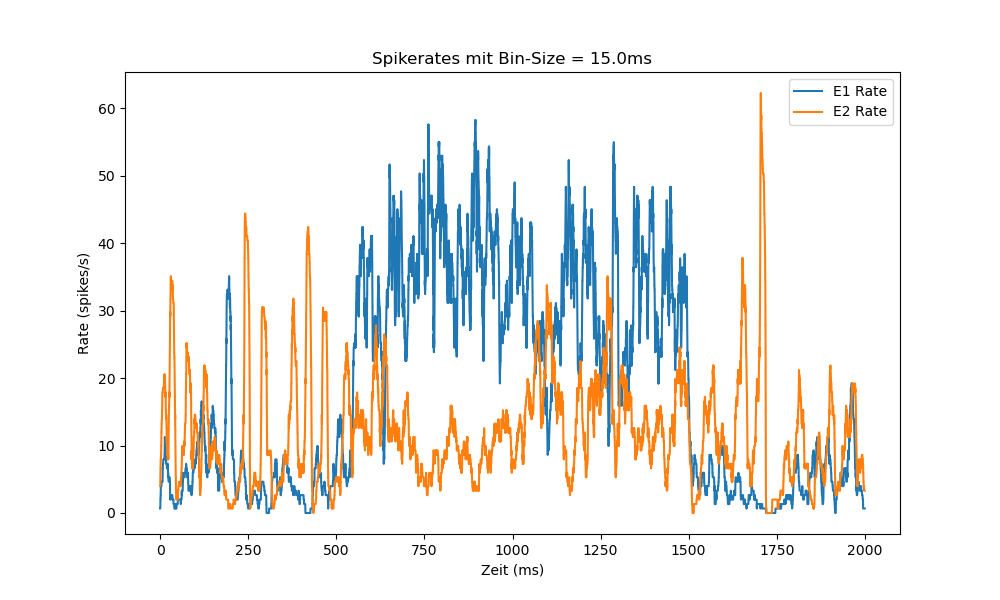 Spikerates mit Bin-Size = 15.0ms
E1 Rate
E2 Rate
60
50
40
30
20
10
0
Rate (spikes/s)
0 250 500 750 1000 1250 1500 1750 2000
Zeit (ms)